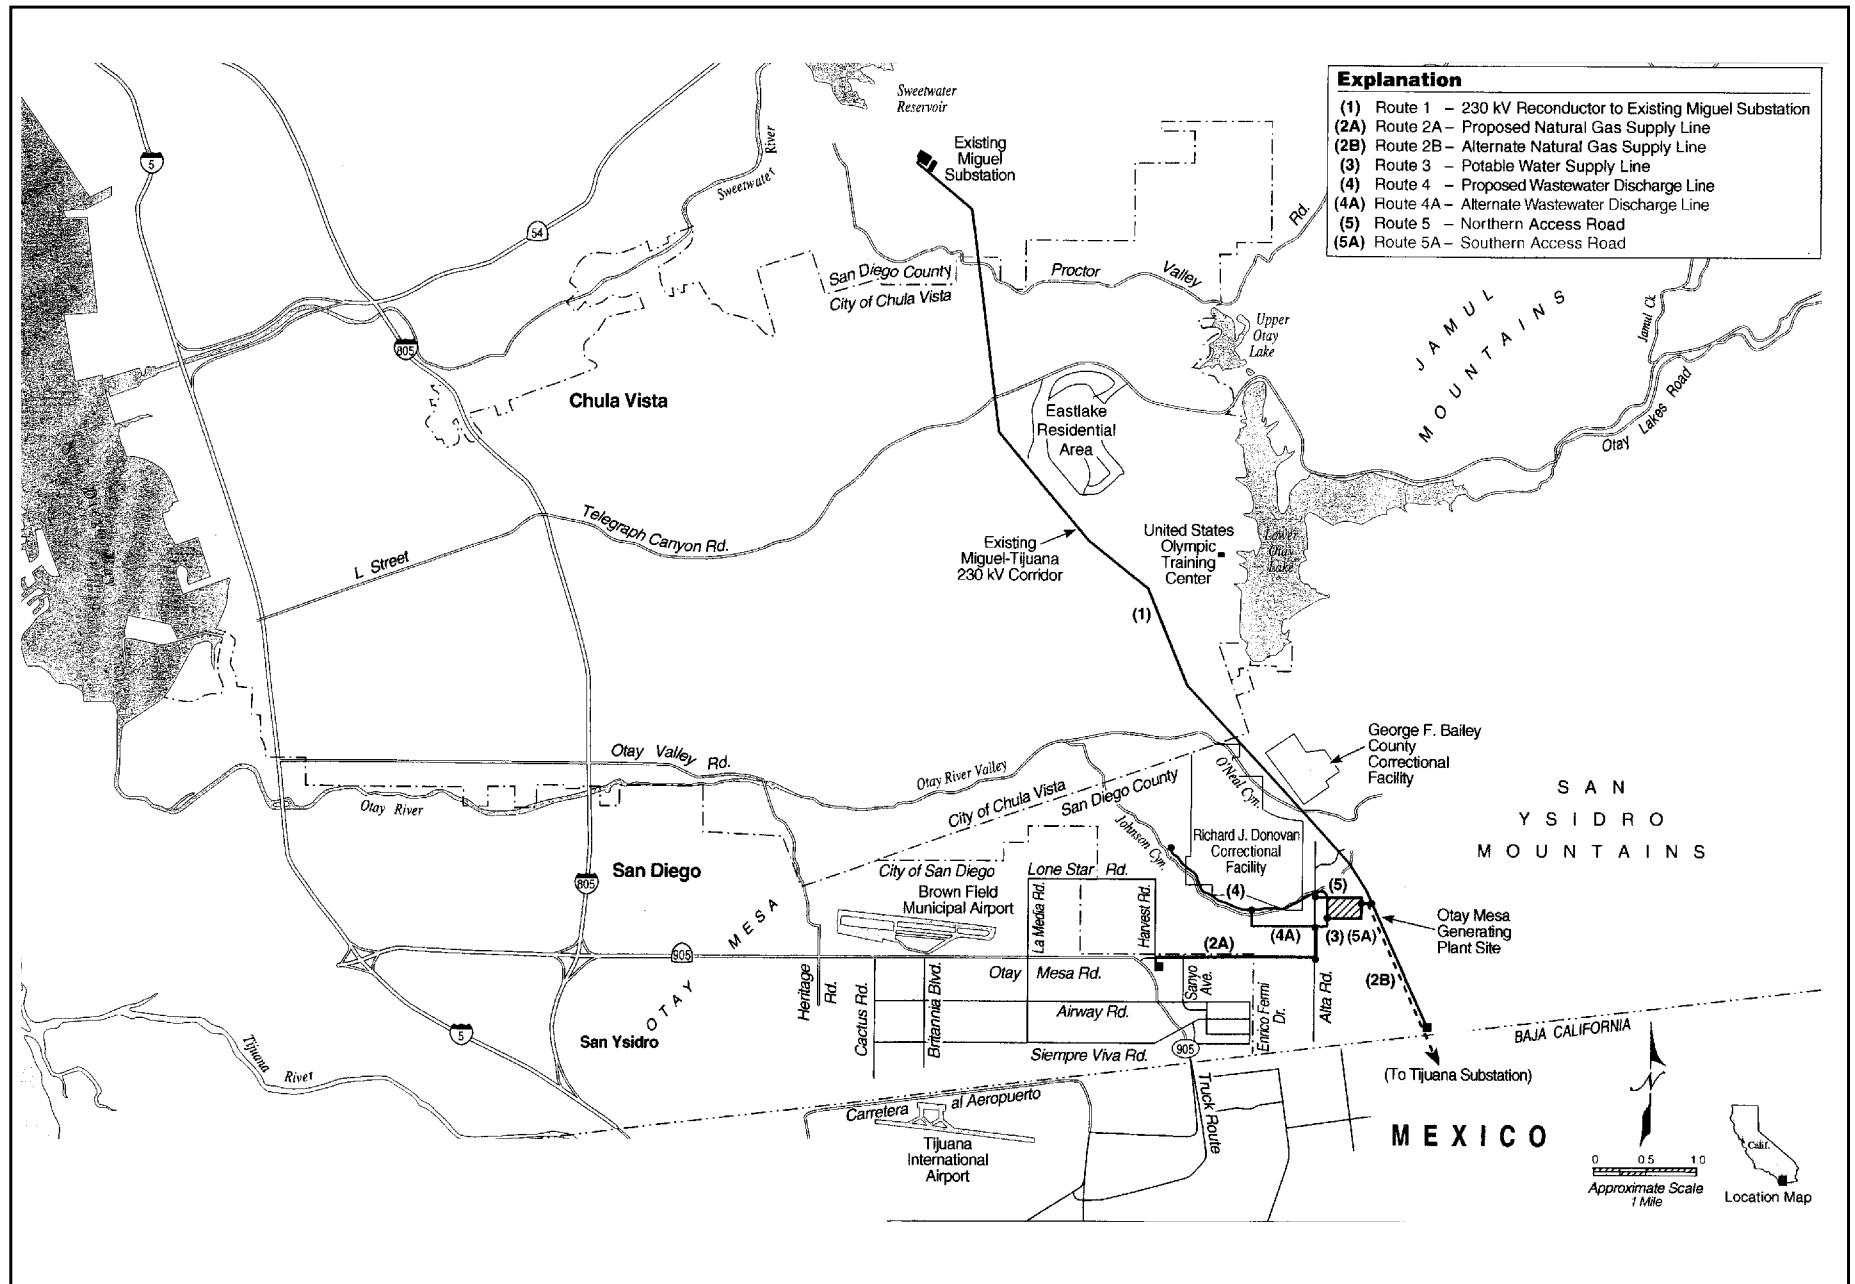 Explanation
(1) Route 1 – 230 kV Reconductor to Existing Miguel Substation
(2A) Route 2A – Proposed Natural Gas Supply Line
(2B) Route 2B – Alternate Natural Gas Supply Line
(3) Route 3 – Potable Water Supply Line
(4) Route 4 – Proposed Wastewater Discharge Line
(4A) Route 4A – Alternate Wastewater Discharge Line
(5) Route 5 – Northern Access Road
(5A) Route 5A – Southern Access Road
Sweetwater
Reservoir
Existing
Miguel
Substation
5
54
Sweetwater River
805
San Diego County
City of Chula Vista
Proctor Valley Rd.
Upper
Otay
Lake
JAMUL
MOUNTAINS
Jamul Ck
Otay Lakes Road
Chula Vista
Eastlake
Residential
Area
Telegraph Canyon Rd.
L Street
Existing
Miguel-Tijuana
230 kV Corridor
United States
Olympic
Training
Center
Lower
Otay
Lake
(1)
George F. Bailey
County
Correctional
Facility
SAN
YSIDRO
MOUNTAINS
Otay Valley Rd.
Otay River
Otay River Valley
City of Chula Vista
San Diego County
O'Neal Cyn.
Johnson Cyn.
Richard J. Donovan
Correctional
Facility
San Diego
805
City of San Diego
Brown Field
Municipal Airport
Lone Star Rd.
La Media Rd.
Harvest Rd.
(4)
(5)
(4A)
(3)
(5A)
(2A)
(2B)
Otay Mesa
Generating
Plant Site
OTAY MESA
905
Otay Mesa Rd.
Heritage
Rd.
Cactus Rd.
Britannia Blvd.
Sanyo
Ave.
Enrico Fermi
Dr.
Alta Rd.
Airway Rd.
Siempre Viva Rd.
905
Truck Route
San Ysidro
5
Tijuana River
Carretera al Aeropuerto
Tijuana
International
Airport
BAJA CALIFORNIA
(To Tijuana Substation)
MEXICO
N
0 0.5 1.0
Approximate Scale
1 Mile
Calif.
Location Map